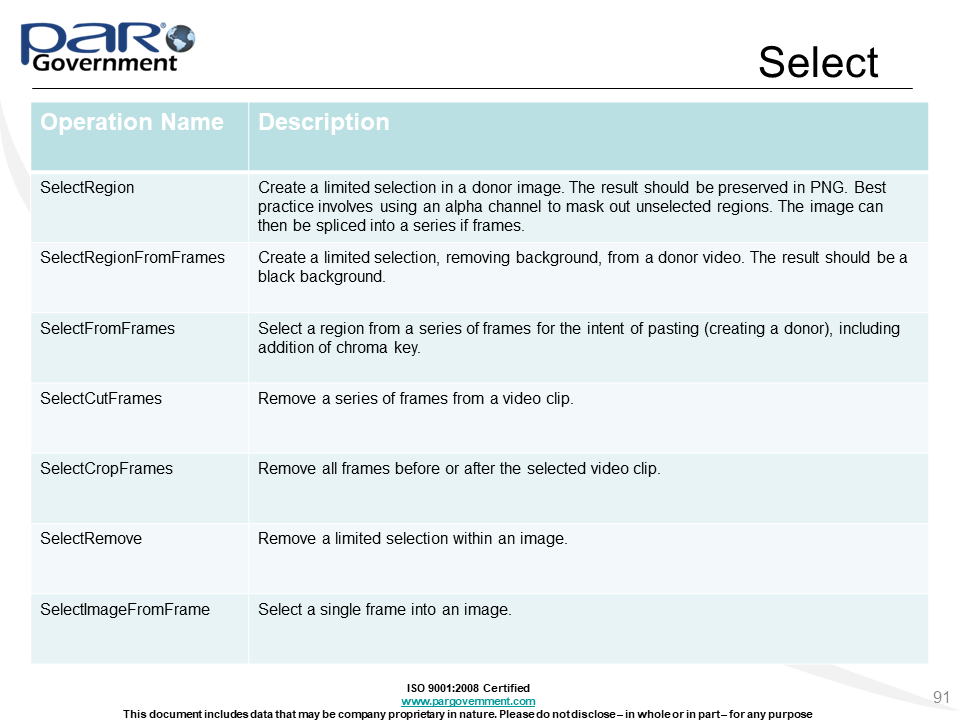 PAR® Government
Select
Operation Name Description
SelectRegion Create a limited selection in a donor image. The result should be preserved in PNG. Best
practice involves using an alpha channel to mask out unselected regions. The image can
then be spliced into a series if frames.
SelectRegionFromFrames Create a limited selection, removing background, from a donor video. The result should be a
black background.
SelectFromFrames Select a region from a series of frames for the intent of pasting (creating a donor), including
addition of chroma key.
SelectCutFrames Remove a series of frames from a video clip.
SelectCropFrames Remove all frames before or after the selected video clip.
SelectRemove Remove a limited selection within an image.
SelectImageFromFrame Select a single frame into an image.
ISO 9001:2008 Certified
www.pargovernment.com
This document includes data that may be company proprietary in nature. Please do not disclose – in whole or in part – for any purpose
91